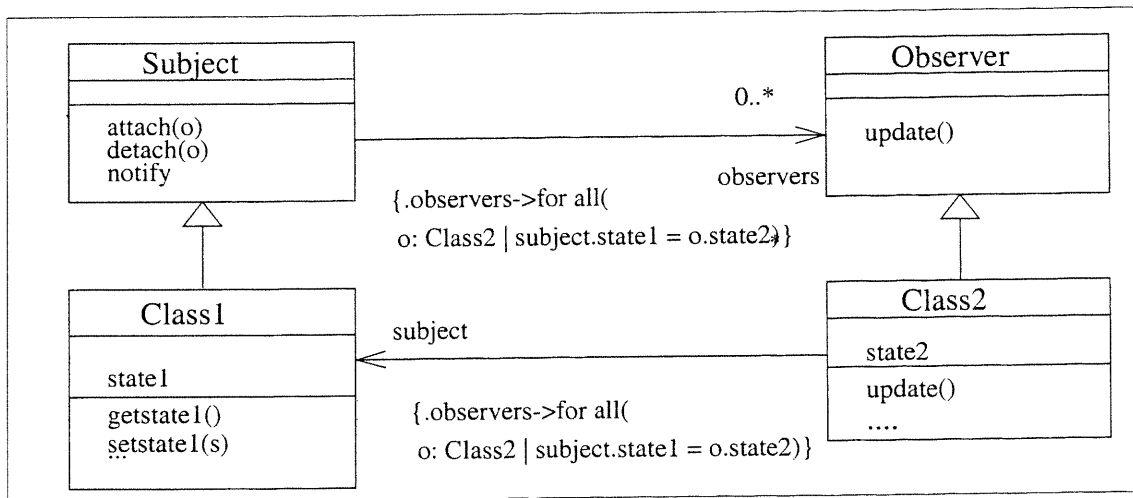 Subject
attach(o)
detach(o)
notify
0..*
observers
Observer
update()
{.observers->for all(
o: Class2 | subject.state1 = o.state2)}
Class1
state1
getstate1()
setstate1(s)
...
subject
{.observers->for all(
o: Class2 | subject.state1 = o.state2)}
Class2
state2
update()
....